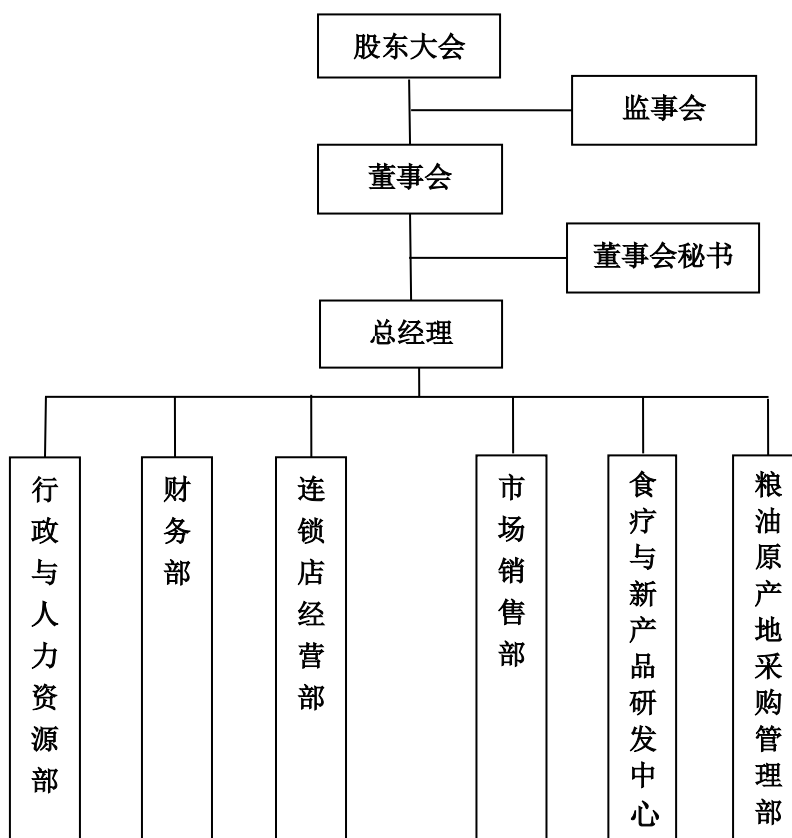 股东大会
监事会
董事会
董事会秘书
总经理
行政与人力资源部
财务部
连锁店经营部
市场销售部
食疗与新产品研发中心
粮油原产地采购管理部